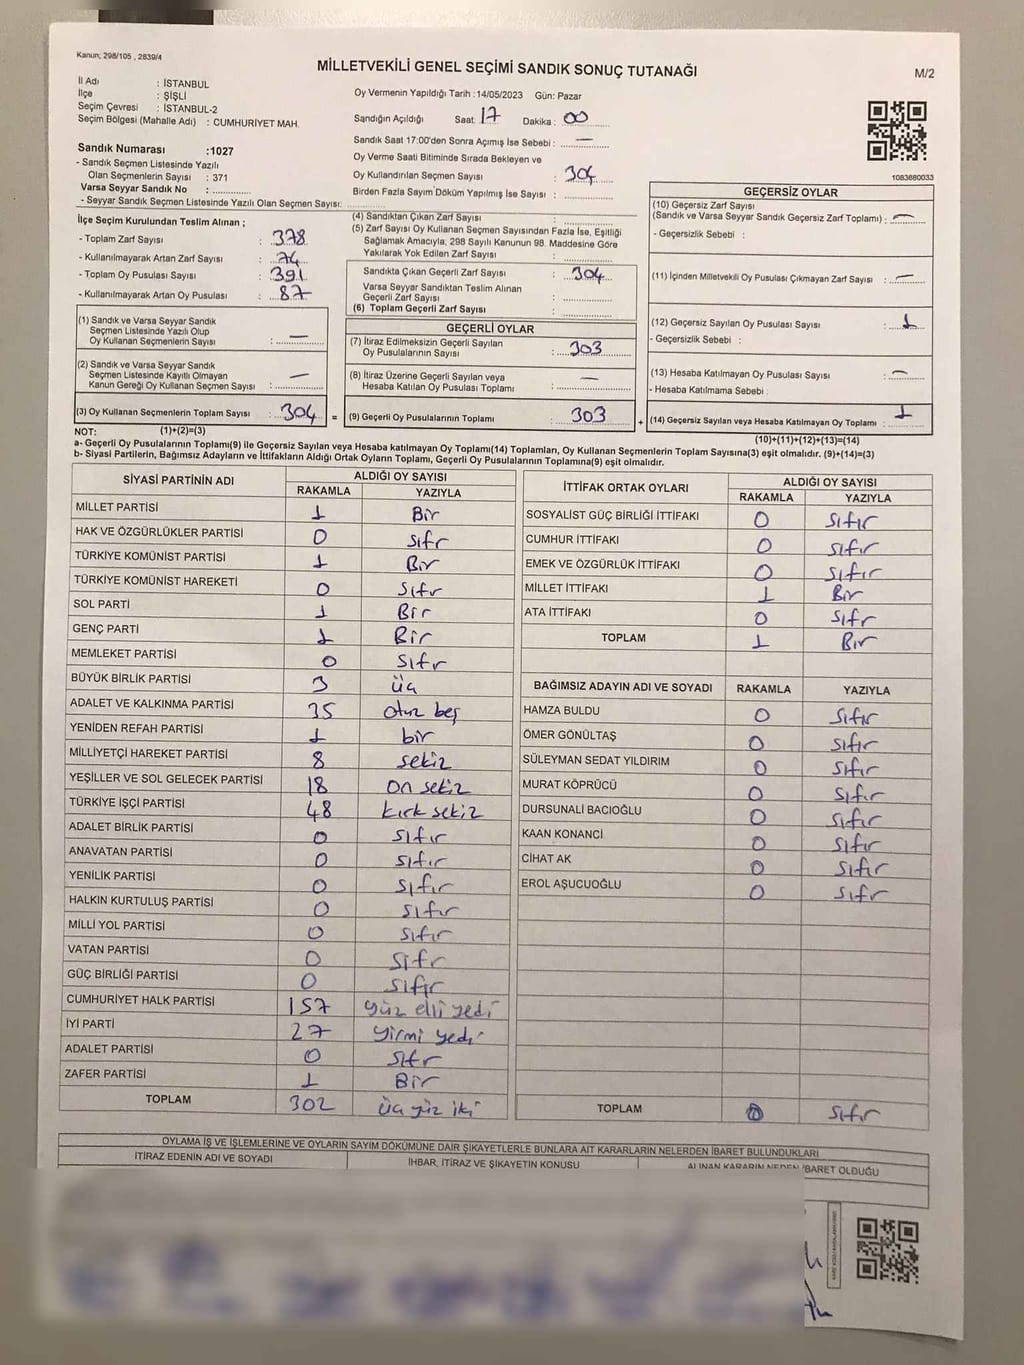 Kanun; 298/105 , 2839/4
MİLLETVEKİLİ GENEL SEÇİMİ SANDIK SONUÇ TUTANAĞI
M/2
İl Adı : İSTANBUL
İlçe : ŞİŞLİ
Seçim Çevresi : İSTANBUL-2
Seçim Bölgesi (Mahalle Adı) : CUMHURİYET MAH.
Sandık Numarası :1027
- Sandık Seçmen Listesinde Yazılı
Olan Seçmenlerin Sayısı : 371
Varsa Seyyar Sandık No :
- Seyyar Sandık Seçmen Listesinde Yazılı Olan Seçmen Sayısı:
Oy Vermenin Yapıldığı Tarih :14/05/2023 Gün: Pazar
Sandığın Açıldığı Saat: 17 Dakika : 00
Sandık Saat 17:00'den Sonra Açımış İse Sebebi : —
Oy Verme Saati Bitiminde Sırada Bekleyen ve
Oy Kullandırılan Seçmen Sayısı : 304
Birden Fazla Sayım Döküm Yapılmış İse Sayısı :
1083680033
İlçe Seçim Kurulundan Teslim Alınan ;
- Toplam Zarf Sayısı : 378
- Kullanılmayarak Artan Zarf Sayısı : 74
- Toplam Oy Pusulası Sayısı : 391
- Kullanılmayarak Artan Oy Pusulası : 87
(4) Sandıktan Çıkan Zarf Sayısı :
(5) Zarf Sayısı Oy Kullanan Seçmen Sayısından Fazla İse, Eşitliği
Sağlamak Amacıyla, 298 Sayılı Kanunun 98. Maddesine Göre
Yakılarak Yok Edilen Zarf Sayısı :
Sandıkta Çıkan Geçerli Zarf Sayısı : 304
Varsa Seyyar Sandıktan Teslim Alınan
Geçerli Zarf Sayısı :
(6) Toplam Geçerli Zarf Sayısı :
GEÇERSİZ OYLAR
(10) Geçersiz Zarf Sayısı
(Sandık ve Varsa Seyyar Sandık Geçersiz Zarf Toplamı) : —
- Geçersizlik Sebebi :
(11) İçinden Milletvekili Oy Pusulası Çıkmayan Zarf Sayısı : —
(12) Geçersiz Sayılan Oy Pusulası Sayısı : 1
- Geçersizlik Sebebi :
(13) Hesaba Katılmayan Oy Pusulası Sayısı : —
- Hesaba Katılmama Sebebi :
(1) Sandık ve Varsa Seyyar Sandık
Seçmen Listesinde Yazılı Olup
Oy Kullanan Seçmenlerin Sayısı : —
(2) Sandık ve Varsa Seyyar Sandık
Seçmen Listesinde Kayıtlı Olmayan
Kanun Gereği Oy Kullanan Seçmen Sayısı : —
GEÇERLİ OYLAR
(7) İtiraz Edilmeksizin Geçerli Sayılan
Oy Pusulalarının Sayısı : 303
(8) İtiraz Üzerine Geçerli Sayılan veya
Hesaba Katılan Oy Pusulası Toplamı : —
(3) Oy Kullanan Seçmenlerin Toplam Sayısı : 304 = (9) Geçerli Oy Pusulalarının Toplamı : 303 + (14) Geçersiz Sayılan veya Hesaba Katılmayan Oy Toplamı : 1
NOT: (1)+(2)=(3) (10)+(11)+(12)+(13)=(14)
a- Geçerli Oy Pusulalarının Toplamı(9) ile Geçersiz Sayılan veya Hesaba katılmayan Oy Toplamı(14) Toplamları, Oy Kullanan Seçmenlerin Toplam Sayısına(3) eşit olmalıdır. (9)+(14)=(3)
b- Siyasi Partilerin, Bağımsız Adayların ve İttifakların Aldığı Ortak Oyların Toplamı, Geçerli Oy Pusulalarının Toplamına(9) eşit olmalıdır.
SİYASİ PARTİNİN ADI ALDIĞI OY SAYISI
RAKAMLA YAZIYLA
MİLLET PARTİSİ 1 Bir
HAK VE ÖZGÜRLÜKLER PARTİSİ 0 sıfır
TÜRKİYE KOMÜNİST PARTİSİ 1 Bir
TÜRKİYE KOMÜNİST HAREKETİ 0 Sıfır
SOL PARTİ 1 Bir
GENÇ PARTİ 1 Bir
MEMLEKET PARTİSİ 0 Sıfır
BÜYÜK BİRLİK PARTİSİ 3 üç
ADALET VE KALKINMA PARTİSİ 35 otuz beş
YENİDEN REFAH PARTİSİ 1 bir
MİLLİYETÇİ HAREKET PARTİSİ 8 sekiz
YEŞİLLER VE SOL GELECEK PARTİSİ 18 on sekiz
TÜRKİYE İŞÇİ PARTİSİ 48 kırk sekiz
ADALET BİRLİK PARTİSİ 0 sıfır
ANAVATAN PARTİSİ 0 sıfır
YENİLİK PARTİSİ 0 sıfır
HALKIN KURTULUŞ PARTİSİ 0 sıfır
MİLLİ YOL PARTİSİ 0 sıfır
VATAN PARTİSİ 0 sıfır
GÜÇ BİRLİĞİ PARTİSİ 0 sıfır
CUMHURİYET HALK PARTİSİ 157 yüz elli yedi
İYİ PARTİ 27 yirmi yedi
ADALET PARTİSİ 0 sıfır
ZAFER PARTİSİ 1 Bir
TOPLAM 302 üç yüz iki
İTTİFAK ORTAK OYLARI ALDIĞI OY SAYISI
RAKAMLA YAZIYLA
SOSYALİST GÜÇ BİRLİĞİ İTTİFAKI 0 sıfır
CUMHUR İTTİFAKI 0 sıfır
EMEK VE ÖZGÜRLÜK İTTİFAKI 0 sıfır
MİLLET İTTİFAKI 1 Bir
ATA İTTİFAKI 0 sıfır
TOPLAM 1 Bir
BAĞIMSIZ ADAYIN ADI VE SOYADI RAKAMLA YAZIYLA
HAMZA BULDU 0 sıfır
ÖMER GÖNÜLTAŞ 0 sıfır
SÜLEYMAN SEDAT YILDIRIM 0 sıfır
MURAT KÖPRÜCÜ 0 sıfır
DURSUNALİ BACIOĞLU 0 sıfır
KAAN KONANCİ 0 sıfır
CİHAT AK 0 sıfır
EROL AŞUCUOĞLU 0 sıfır
TOPLAM 0 sıfır
OYLAMA İŞ VE İŞLEMLERİNE VE OYLARIN SAYIM DÖKÜMÜNE DAİR ŞİKAYETLERLE BUNLARA AİT KARARLARIN NELERDEN İBARET BULUNDUKLARI
İTİRAZ EDENİN ADI VE SOYADI İHBAR, İTİRAZ VE ŞİKAYETİN KONUSU ALINAN KARARIN NEDEN İBARET OLDUĞU